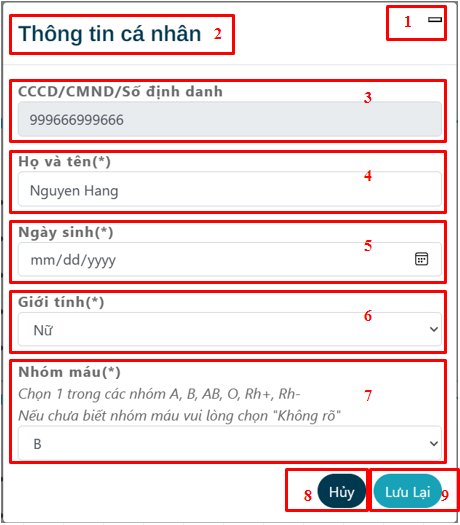 1
Thông tin cá nhân 2
CCCD/CMND/Số định danh
3
999666999666
Họ và tên(*)
4
Nguyen Hang
Ngày sinh(*)
5
mm/dd/yyyy
Giới tính(*)
6
Nữ
Nhóm máu(*)
Chọn 1 trong các nhóm A, B, AB, O, Rh+, Rh-
7
Nếu chưa biết nhóm máu vui lòng chọn "Không rõ"
B
8 Hủy Lưu Lại 9